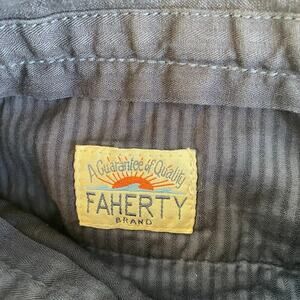 A Guarantee of Quality
FAHERTY
BRAND